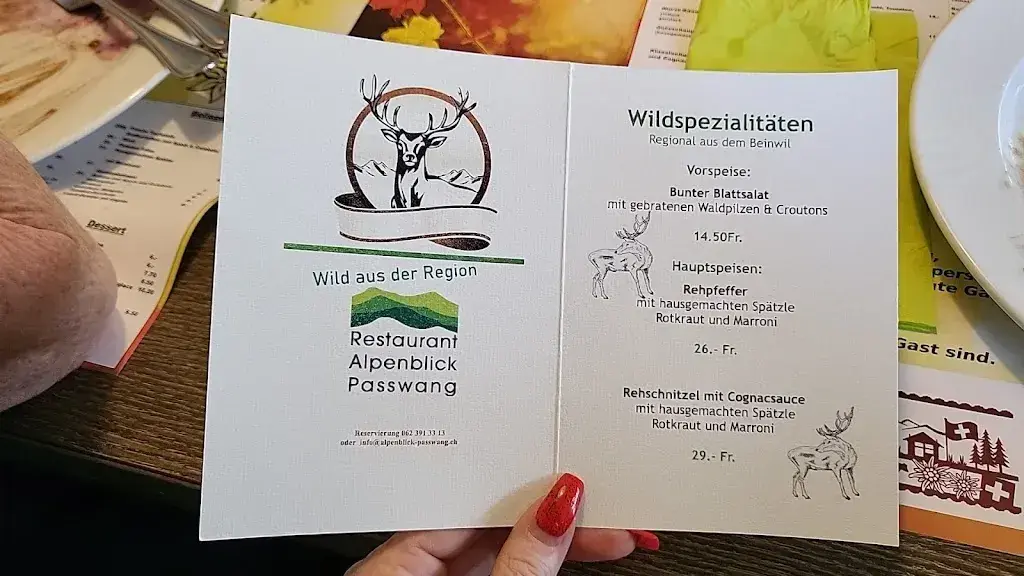 Wild aus der Region
Restaurant
Alpenblick
Passwang
Reservierung 062 391 33 13
oder info@alpenblick-passwang.ch
Wildspezialitäten
Regional aus dem Beinwil
Vorspeise:
Bunter Blattsalat
mit gebratenen Waldpilzen & Croutons
14.50Fr.
Hauptspeisen:
Rehpfeffer
mit hausgemachten Spätzle
Rotkraut und Marroni
26.- Fr.
Rehschnitzel mit Cognacsauce
mit hausgemachten Spätzle
Rotkraut und Marroni
29.- Fr.
Dessert
Gast sind.